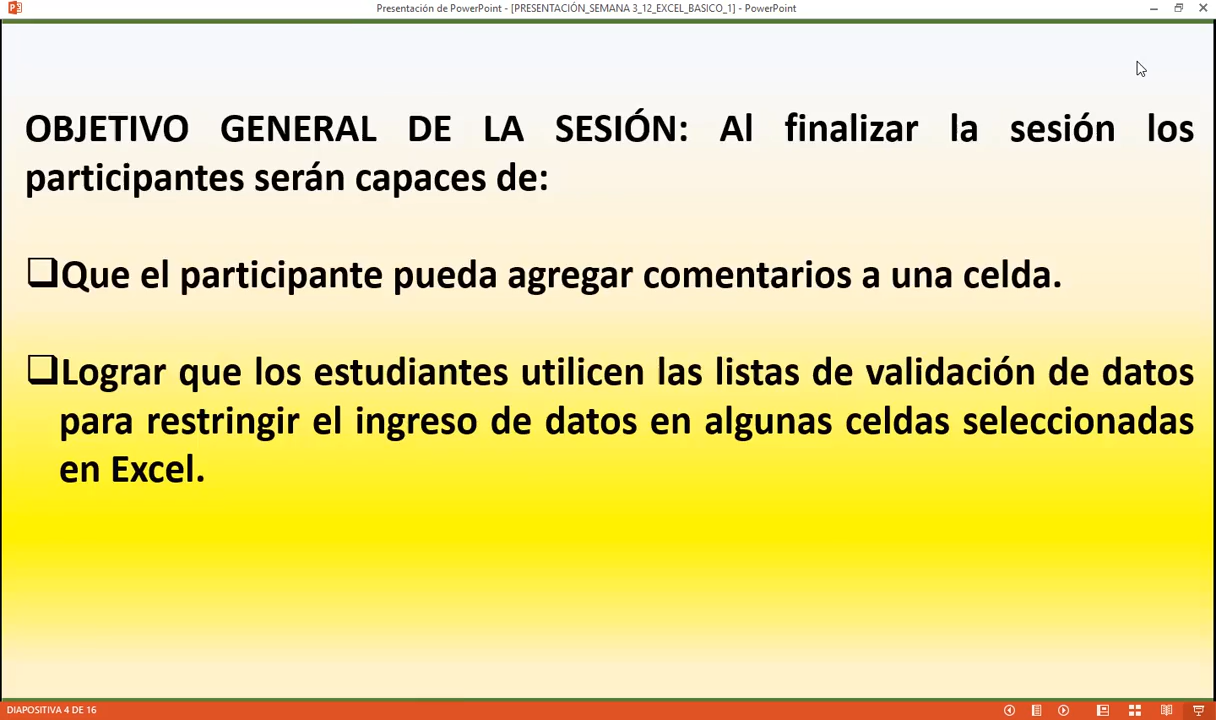 Presentación de PowerPoint - [PRESENTACIÓN_SEMANA 3_12_EXCEL_BASICO_1] - PowerPoint
OBJETIVO GENERAL DE LA SESIÓN: Al finalizar la sesión los
participantes serán capaces de:
Que el participante pueda agregar comentarios a una celda.
Lograr que los estudiantes utilicen las listas de validación de datos
para restringir el ingreso de datos en algunas celdas seleccionadas
en Excel.
DIAPOSITIVA 4 DE 16